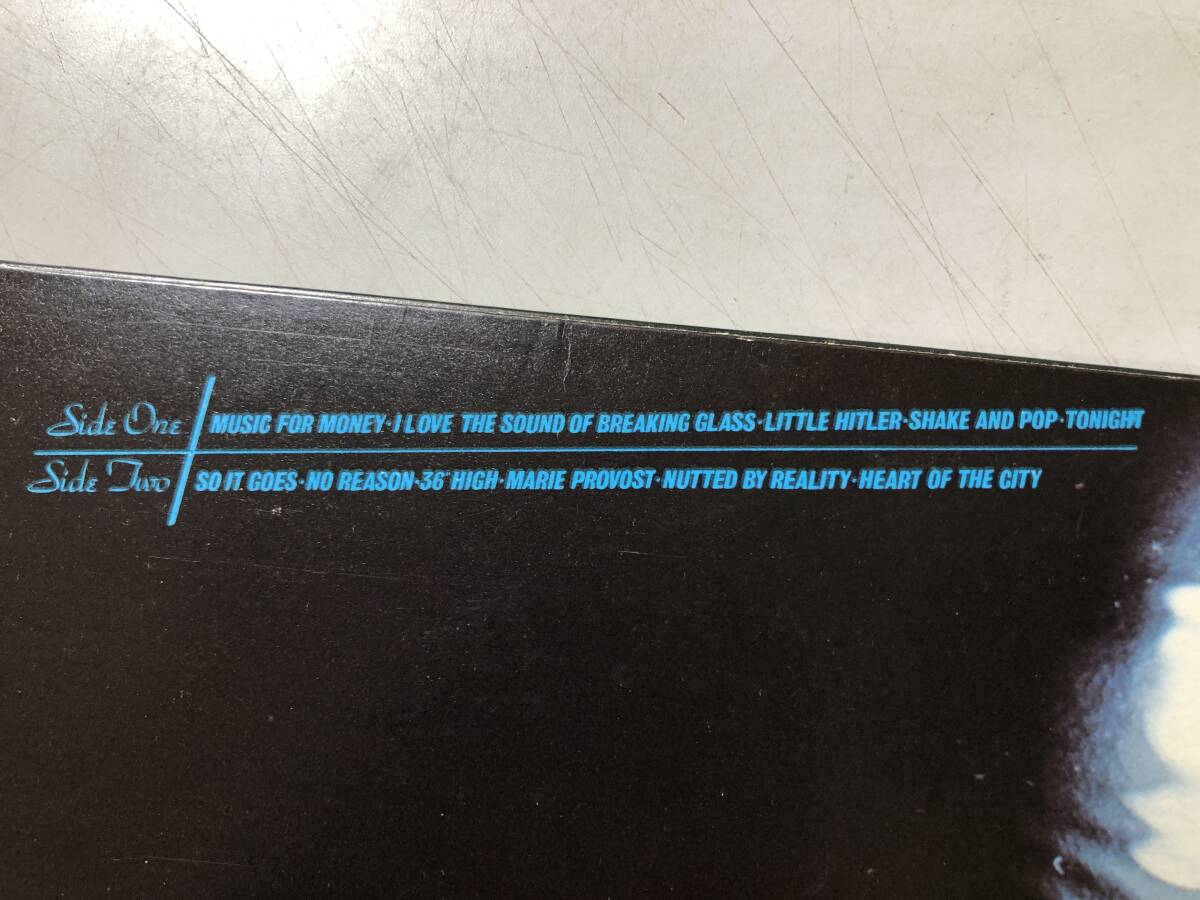 Side One MUSIC FOR MONEY·I LOVE THE SOUND OF BREAKING GLASS·LITTLE HITLER·SHAKE AND POP·TONIGHT
Side Two SO IT GOES·NO REASON·36" HIGH·MARIE PROVOST·NUTTED BY REALITY·HEART OF THE CITY